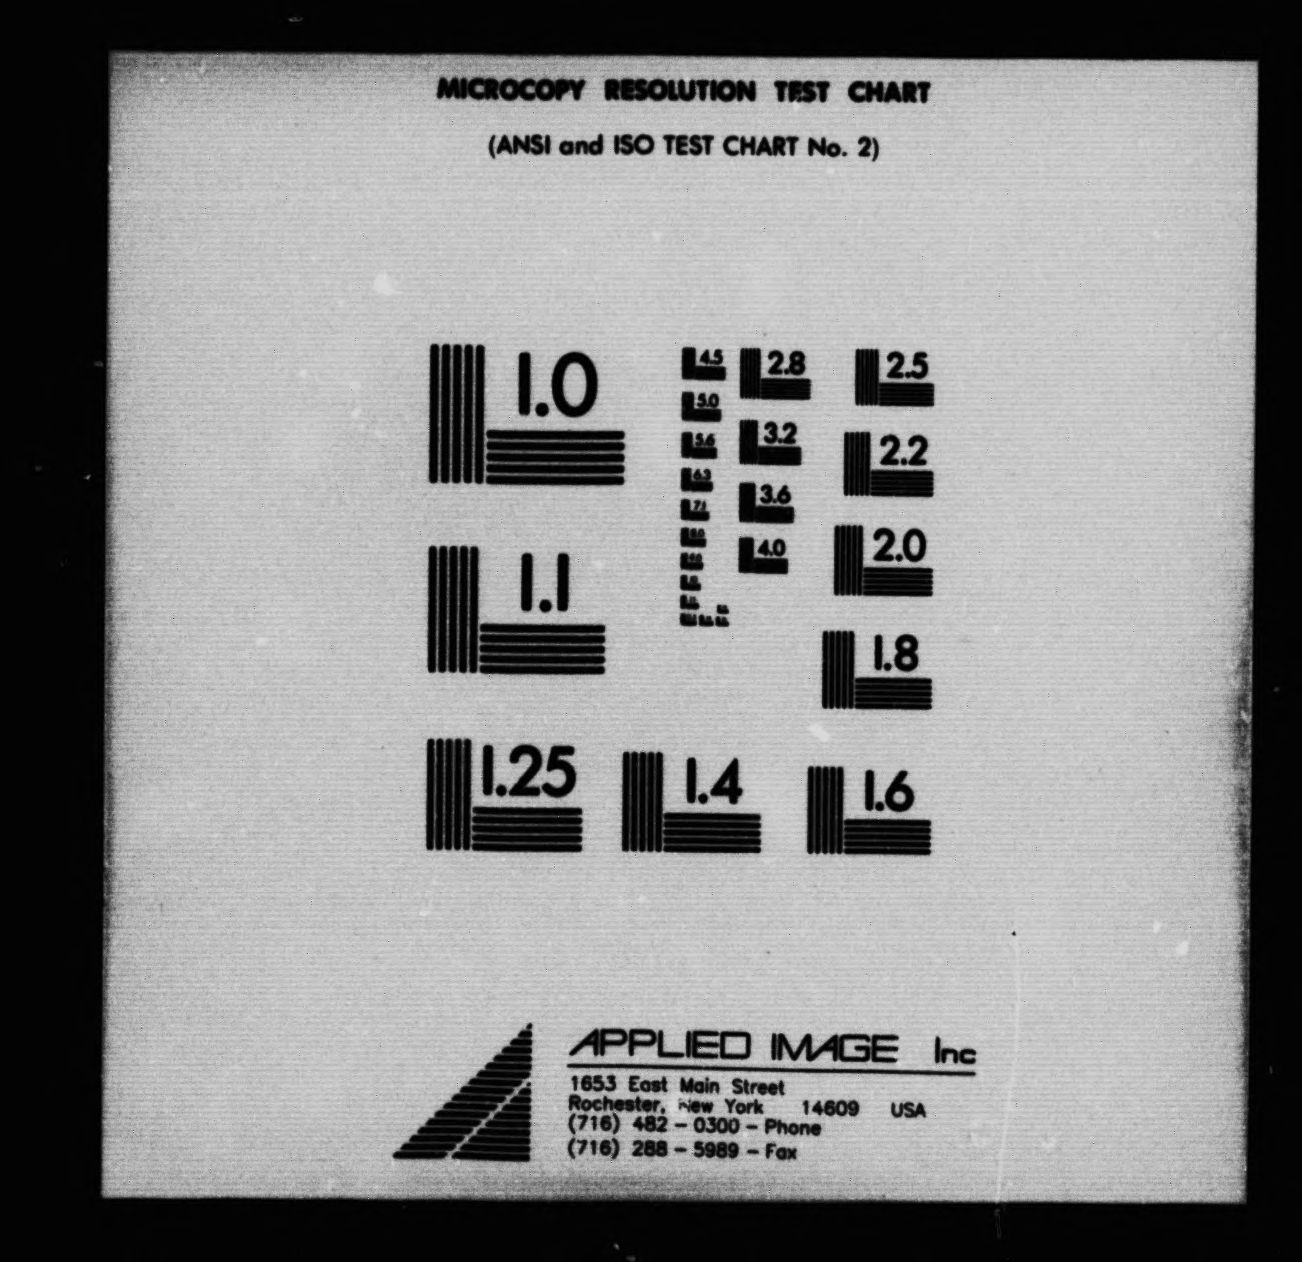 MICROCOPY RESOLUTION TEST CHART
(ANSI and ISO TEST CHART No. 2)
1.0
1.1
1.25
1.4
1.6
1.8
2.0
2.2
2.5
2.8
3.2
3.6
4.0
4.5
5.0
5.6
6.3
7.1
8.0
APPLIED IMAGE Inc
1653 East Main Street
Rochester, New York 14609 USA
(716) 482 - 0300 - Phone
(716) 288 - 5989 - Fax